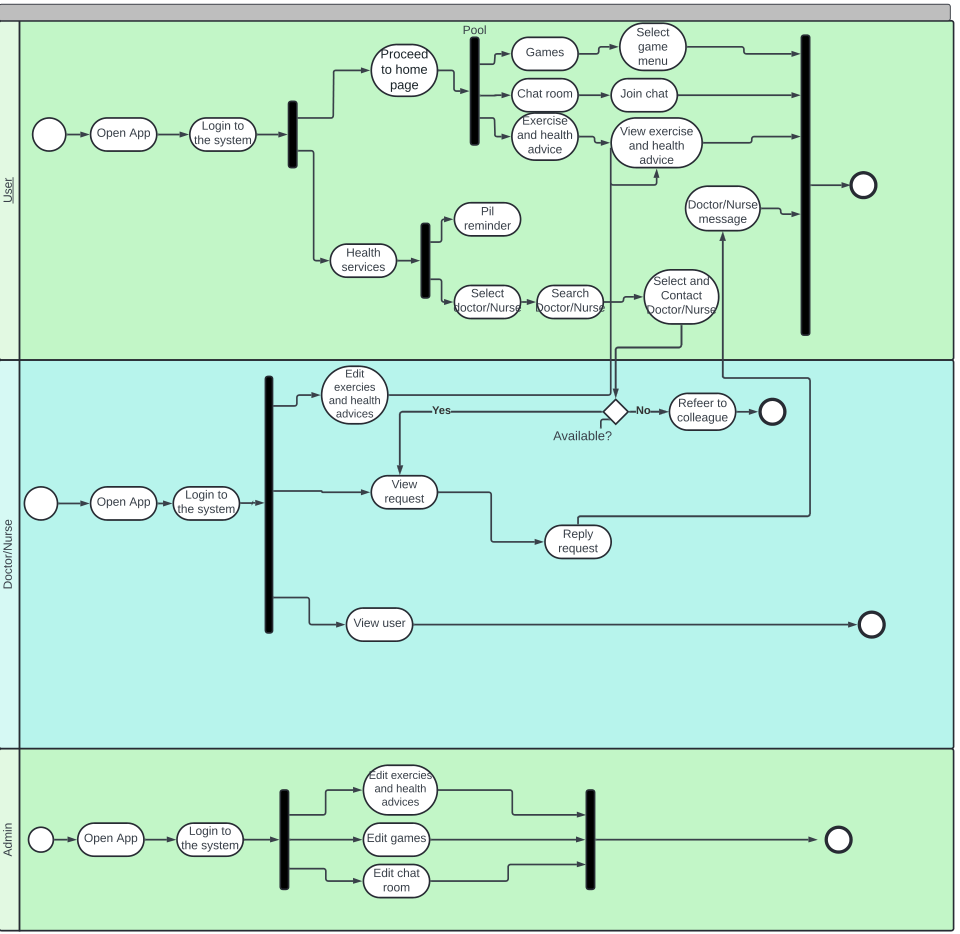 Pool
User
Open App
Login to
the system
Proceed
to home
page
Games
Select
game
menu
Chat room
Join chat
Exercise
and health
advice
View exercise
and health
advice
Doctor/Nurse
message
Health
services
Pil
reminder
Select
doctor/Nurse
Search
Doctor/Nurse
Select and
Contact
Doctor/Nurse
Doctor/Nurse
Open App
Login to
the system
Edit
exercies
and health
advices
Yes
Available?
No
Refeer to
colleague
View
request
Reply
request
View user
Admin
Open App
Login to
the system
Edit exercies
and health
advices
Edit games
Edit chat
room